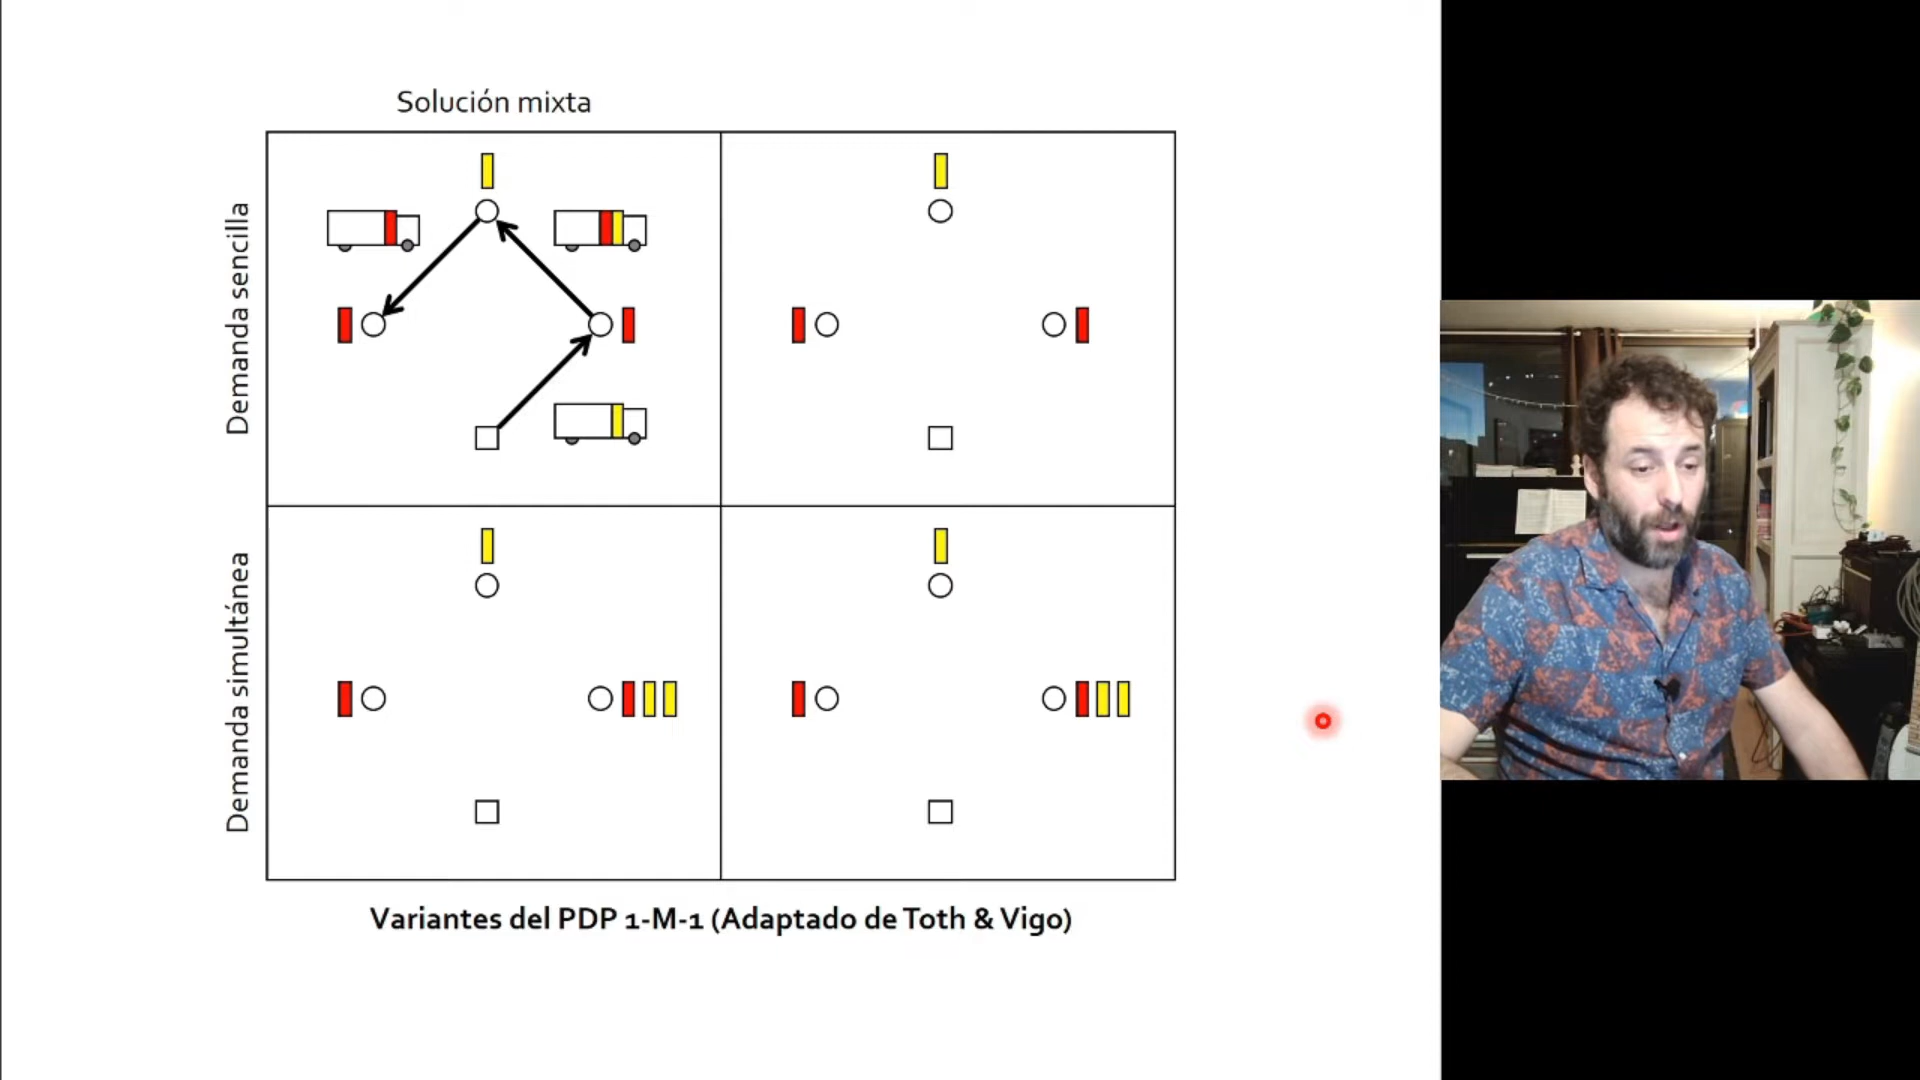 Solución mixta
Demanda sencilla
Demanda simultánea
Variantes del PDP 1-M-1 (Adaptado de Toth & Vigo)